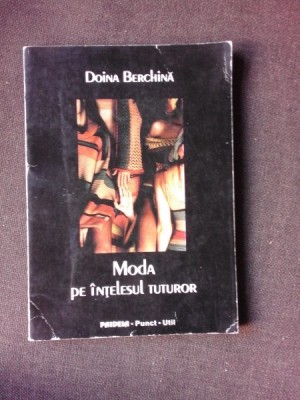 Doina Berchină
Moda
pe înțelesul tuturor
PAIDEIA • Punct • Util